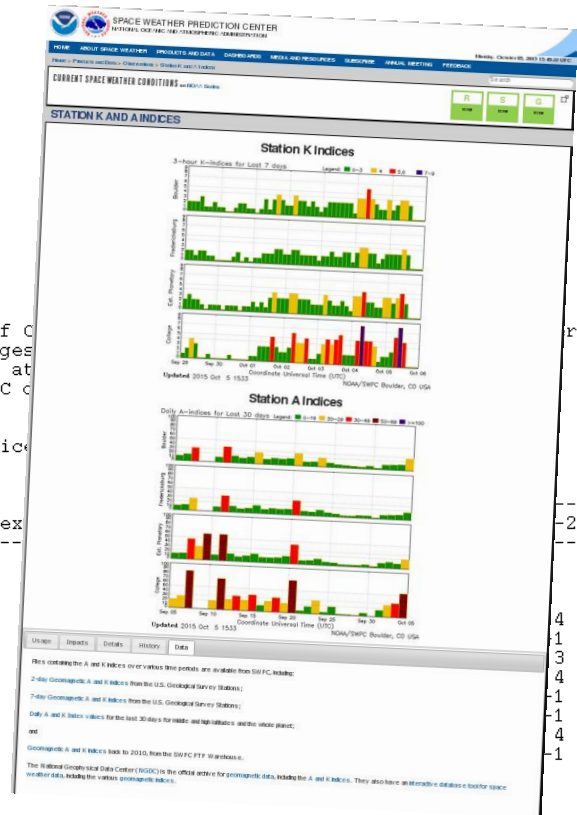 SPACE WEATHER PREDICTION CENTER
NATIONAL OCEANIC AND ATMOSPHERIC ADMINISTRATION
HOME ABOUT SPACE WEATHER PRODUCTS AND DATA DASHBOARDS MEDIA AND RESOURCES SUBSCRIBE ANNUAL MEETING FEEDBACK
Search
CURRENT SPACE WEATHER CONDITIONS on NOAA Scales
R S G
STATION K AND A INDICES
Station K Indices
3-hour K-indices for Last 7 days Legend:
Boulder
Fredericksburg
Est. Planetary
College
Sep 29 Sep 30 Oct 01 Oct 02 Oct 03 Oct 04 Oct 05 Oct 06
Coordinate Universal Time (UTC)
Updated 2015 Oct 5 1533
NOAA/SWPC Boulder, CO USA
Station A Indices
Daily A-indices for Last 30 days Legend:
Boulder
Fredericksburg
Est. Planetary
College
Sep 05 Sep 10 Sep 15 Sep 20 Sep 25 Sep 30 Oct 05
Coordinate Universal Time (UTC)
Updated 2015 Oct 5 1533
NOAA/SWPC Boulder, CO USA
Usage Impacts Details History Data
Files containing the A and K indices over various time periods are available from SWFC, including:
2-day Geomagnetic A and K indices from the U.S. Geological Survey Stations;
7-day Geomagnetic A and K indices from the U.S. Geological Survey Stations;
Daily A and K Index values for the last 30 days for middle and high latitudes and the whole planet;
and
Geomagnetic A and K indices back to 2010, from the SWFC FTP Warehouse.
The National Geophysical Data Center (NGDC) is the official archive for geomagnetic data, including the A and K indices. They also have an interactive database tool for space
weather data, including the various geomagnetic indices.